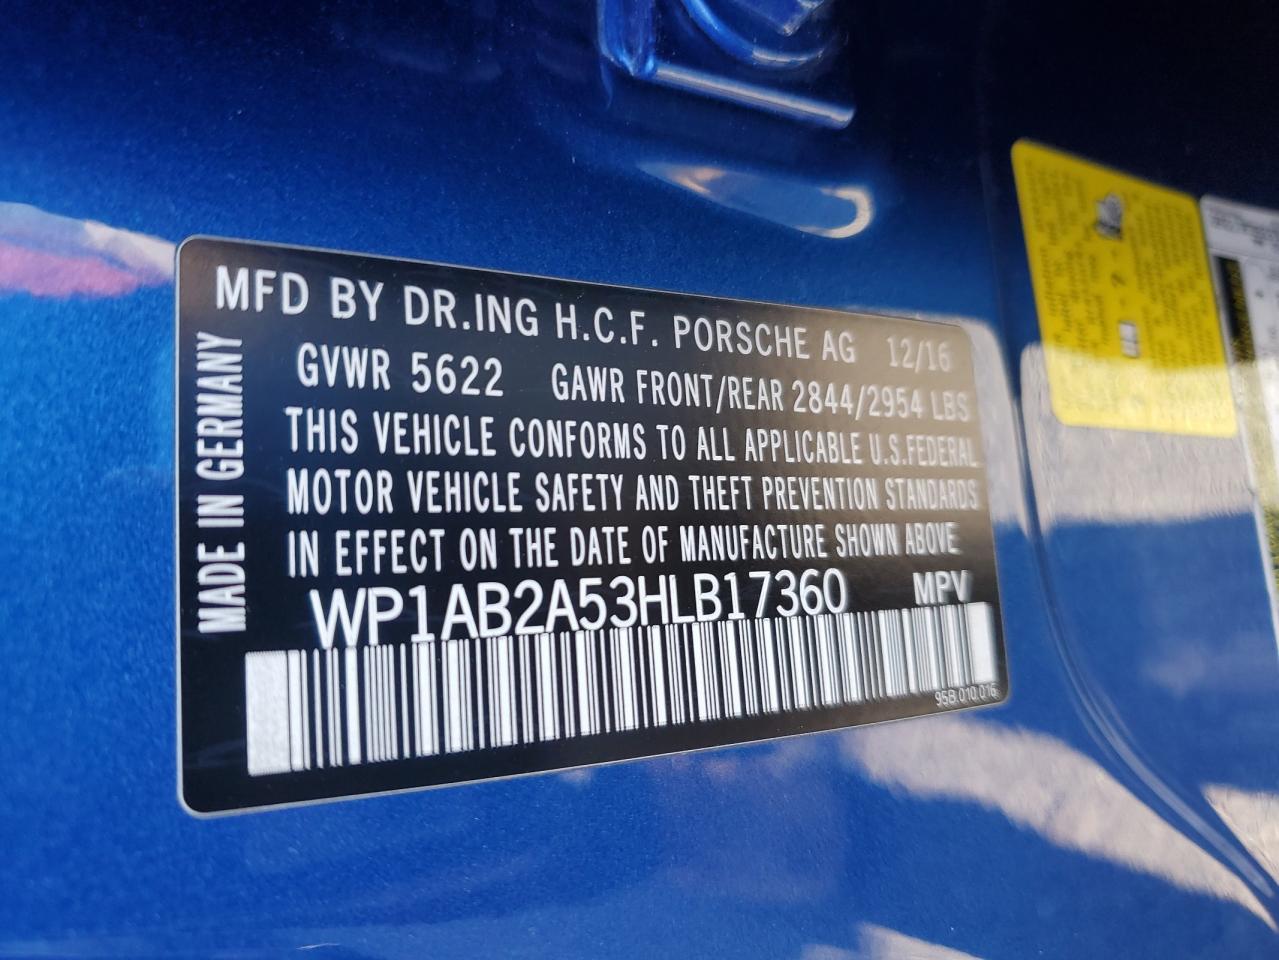 MFD BY DR.ING H.C.F. PORSCHE AG 12/16
GVWR 5622 GAWR FRONT/REAR 2844/2954 LBS
THIS VEHICLE CONFORMS TO ALL APPLICABLE U.S.FEDERAL
MOTOR VEHICLE SAFETY AND THEFT PREVENTION STANDARDS
IN EFFECT ON THE DATE OF MANUFACTURE SHOWN ABOVE
WP1AB2A53HLB17360 MPV
95B.010.016
MADE IN GERMANY